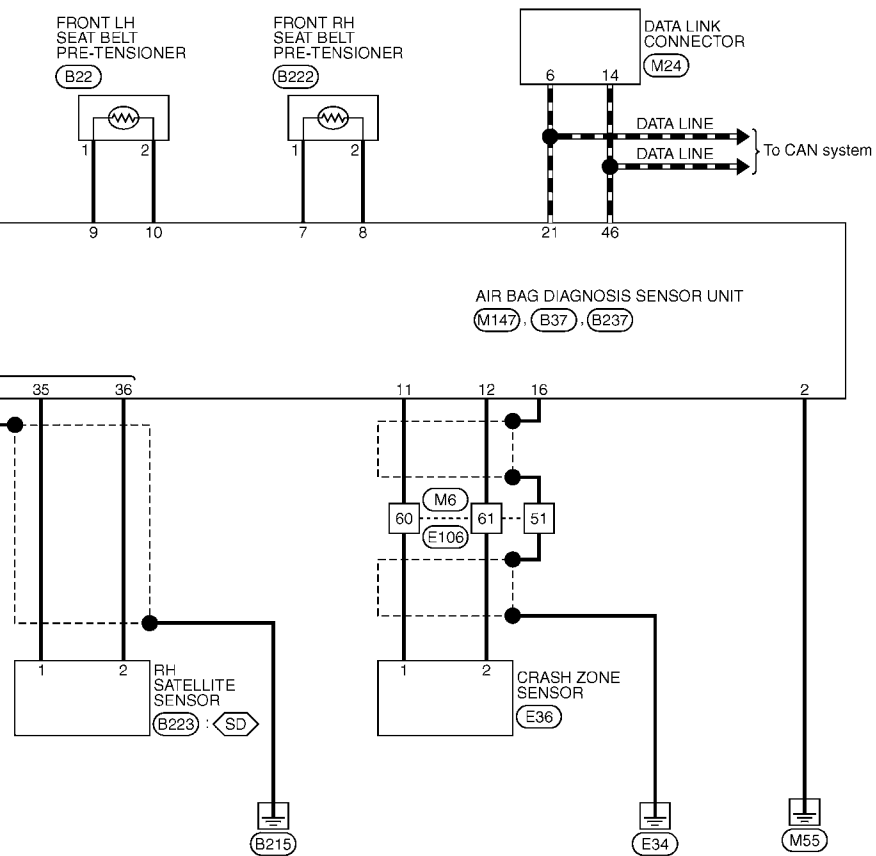 FRONT LH
SEAT BELT
PRE-TENSIONER
B22
FRONT RH
SEAT BELT
PRE-TENSIONER
B222
DATA LINK
CONNECTOR
M24
6 14
1 2
1 2
DATA LINE
DATA LINE
To CAN system
9 10 7 8 21 46
AIR BAG DIAGNOSIS SENSOR UNIT
M147 , B37 , B237
35 36 11 12 16 2
M6
60 61 51
E106
1 2
RH
SATELLITE
SENSOR
B223 : SD
1 2
CRASH ZONE
SENSOR
E36
B215 E34 M55